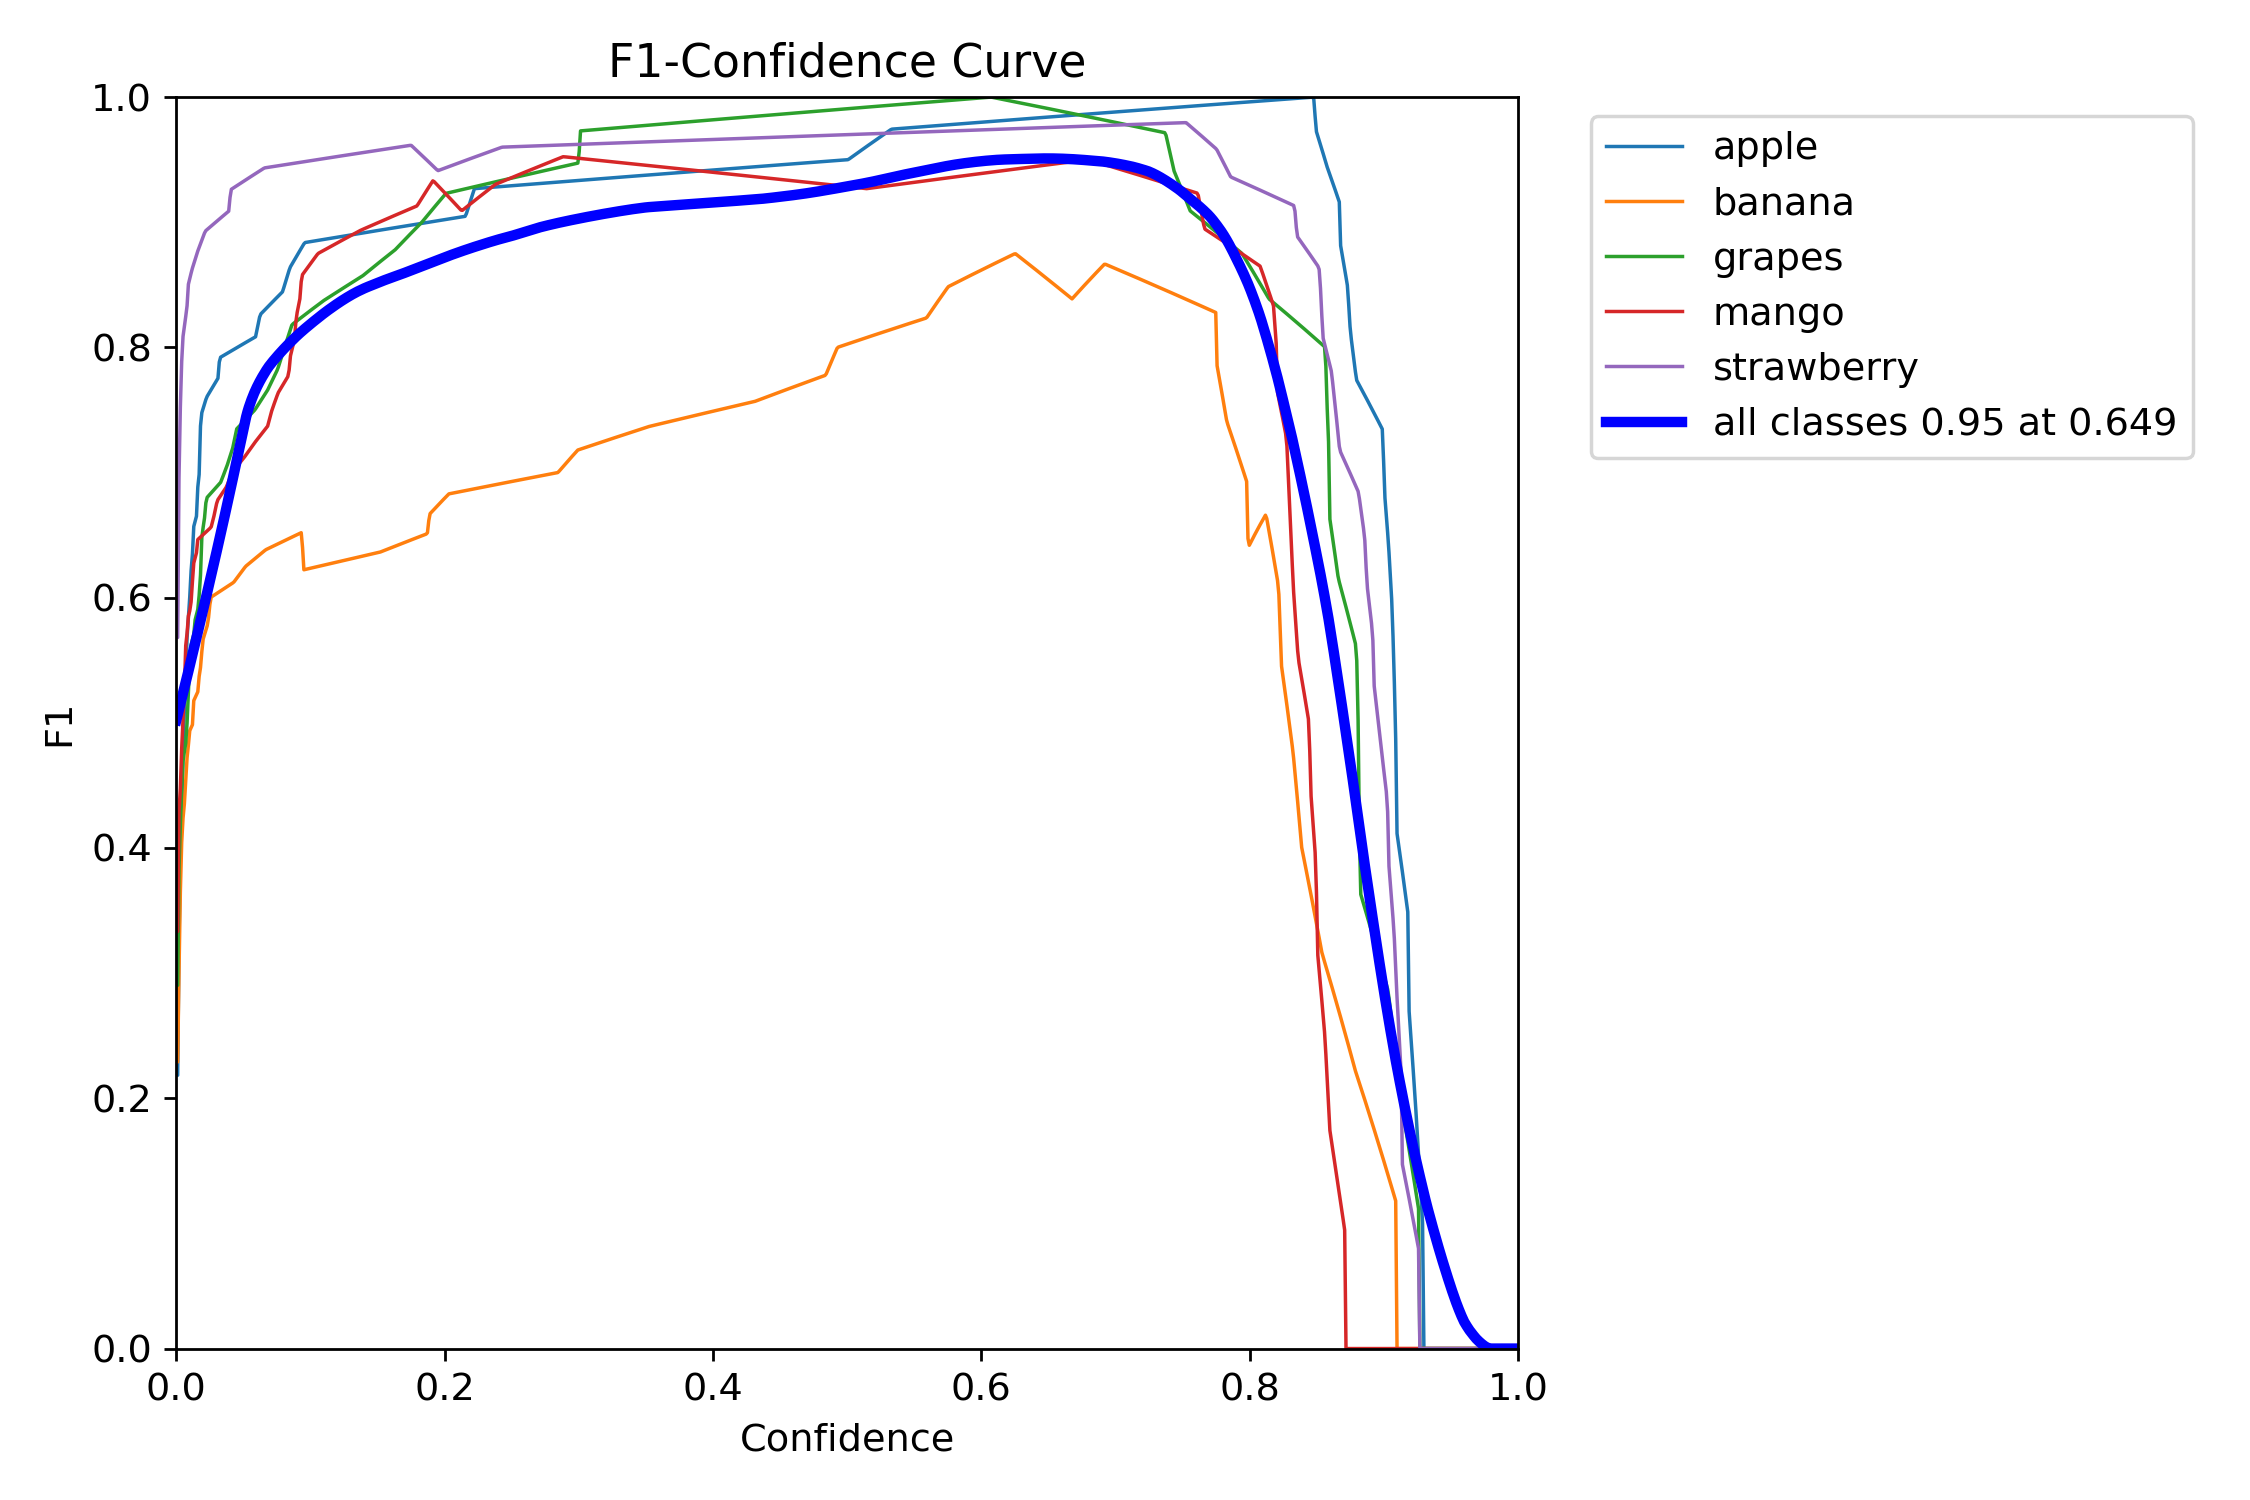 F1-Confidence Curve
1.0
0.8
0.6
0.4
0.2
0.0
F1
0.0 0.2 0.4 0.6 0.8 1.0
Confidence
apple
banana
grapes
mango
strawberry
all classes 0.95 at 0.649